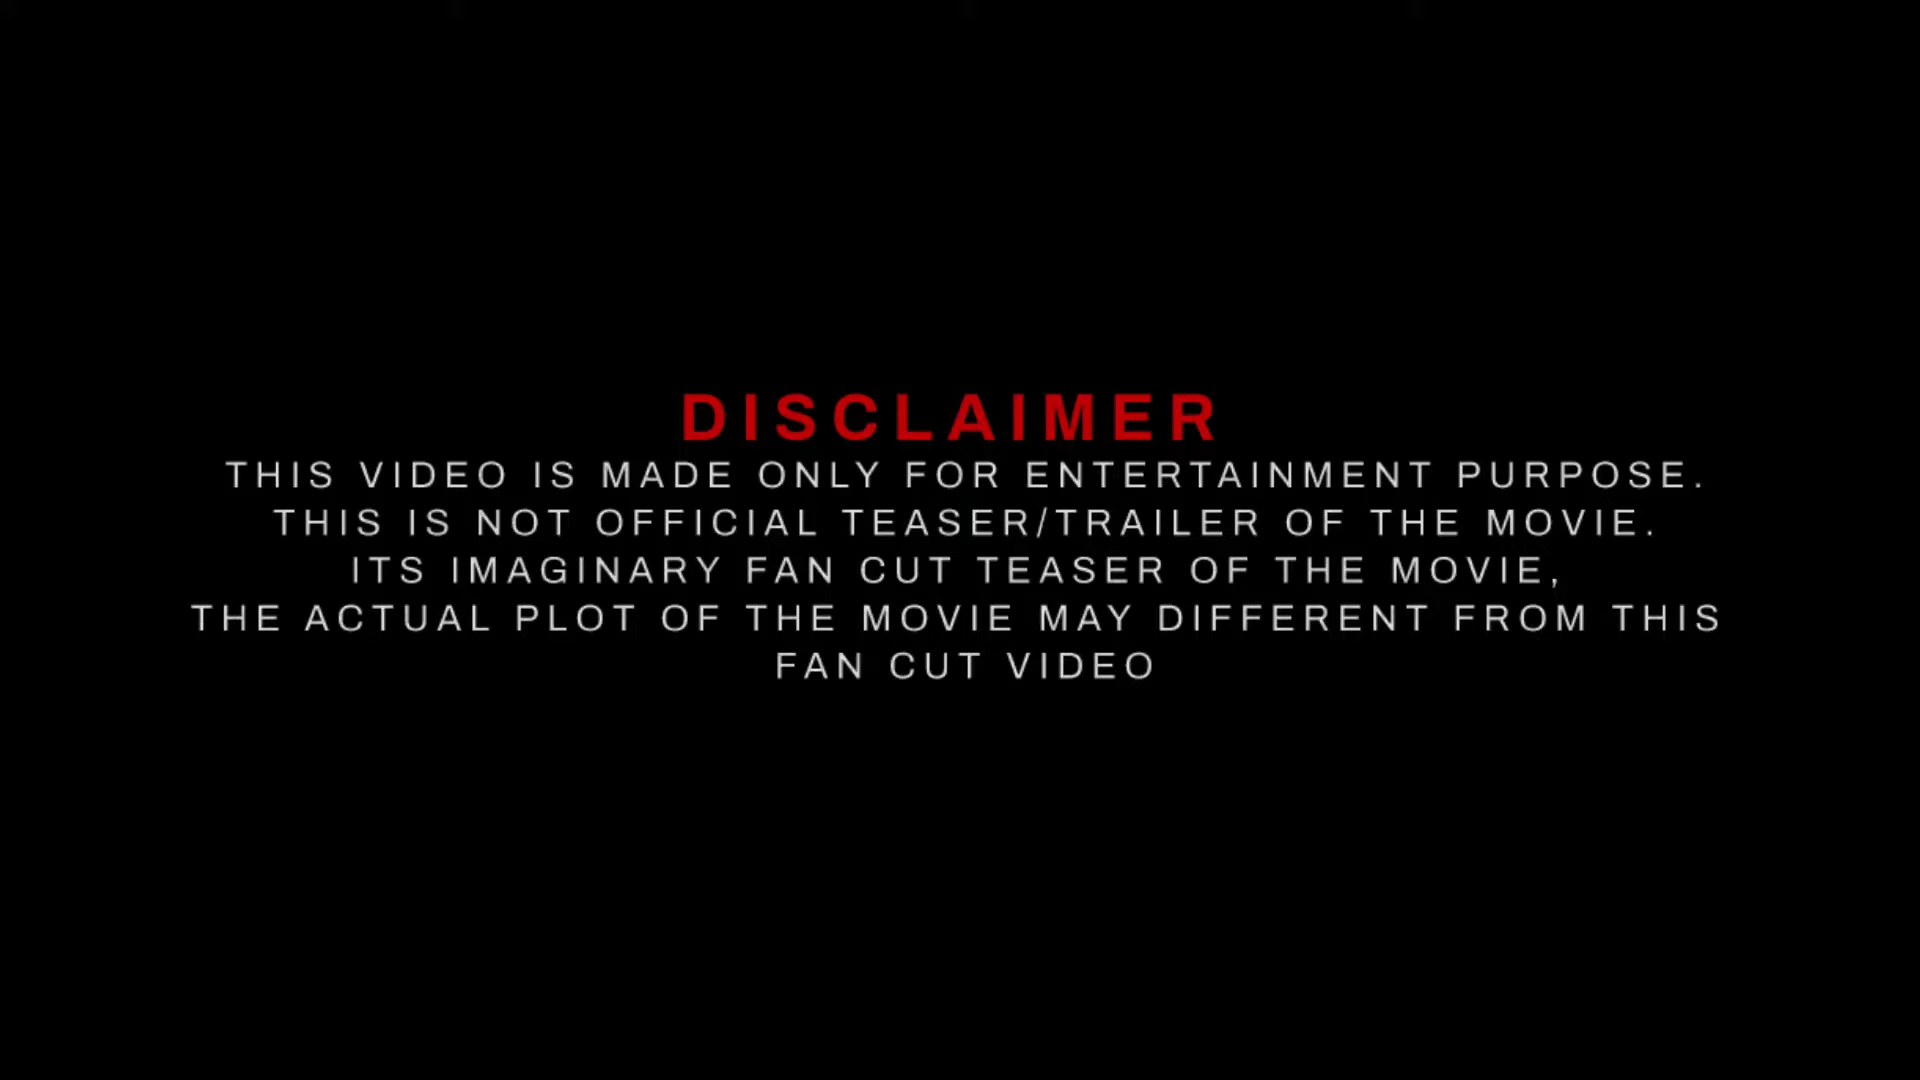 DISCLAIMER
THIS VIDEO IS MADE ONLY FOR ENTERTAINMENT PURPOSE.
THIS IS NOT OFFICIAL TEASER/TRAILER OF THE MOVIE.
ITS IMAGINARY FAN CUT TEASER OF THE MOVIE,
THE ACTUAL PLOT OF THE MOVIE MAY DIFFERENT FROM THIS
FAN CUT VIDEO